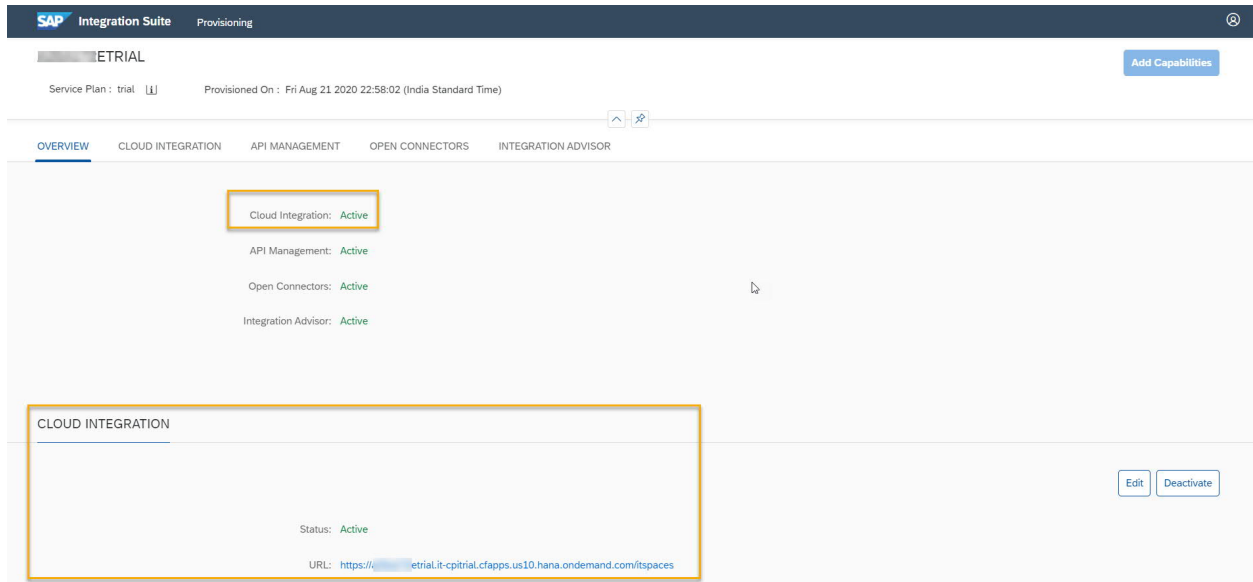 SAP Integration Suite Provisioning
ETRIAL
Add Capabilities
Service Plan : trial Provisioned On : Fri Aug 21 2020 22:58:02 (India Standard Time)
OVERVIEW CLOUD INTEGRATION API MANAGEMENT OPEN CONNECTORS INTEGRATION ADVISOR
Cloud Integration: Active
API Management: Active
Open Connectors: Active
Integration Advisor: Active
CLOUD INTEGRATION
Edit Deactivate
Status: Active
URL: https:// etrial.it-cpitrial.cfapps.us10.hana.ondemand.com/itspaces